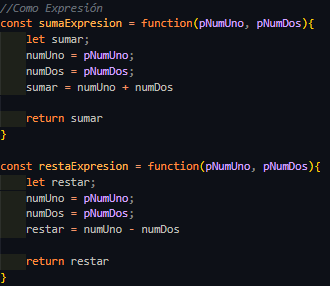 //Como Expresión
const sumaExpresion = function(pNumUno, pNumDos){
    let sumar;
    numUno = pNumUno;
    numDos = pNumDos;
    sumar = numUno + numDos

    return sumar
}

const restaExpresion = function(pNumUno, pNumDos){
    let restar;
    numUno = pNumUno;
    numDos = pNumDos;
    restar = numUno - numDos

    return restar
}